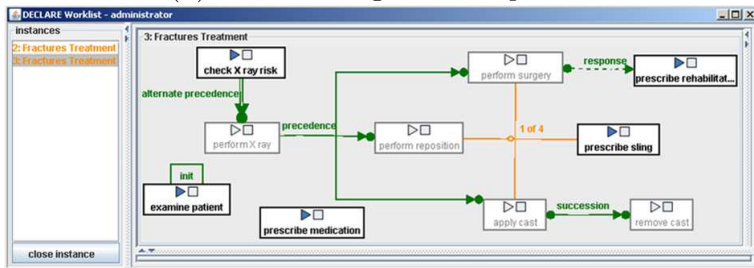 DECLARE Worklist - administrator
instances
2: Fractures Treatment
3: Fractures Treatment
close instance
3: Fractures Treatment
check X ray risk
perform surgery
response
prescribe rehabilitat...
alternate precedence
perform X ray
precedence
perform reposition
1 of 4
prescribe sling
init
examine patient
prescribe medication
apply cast
succession
remove cast